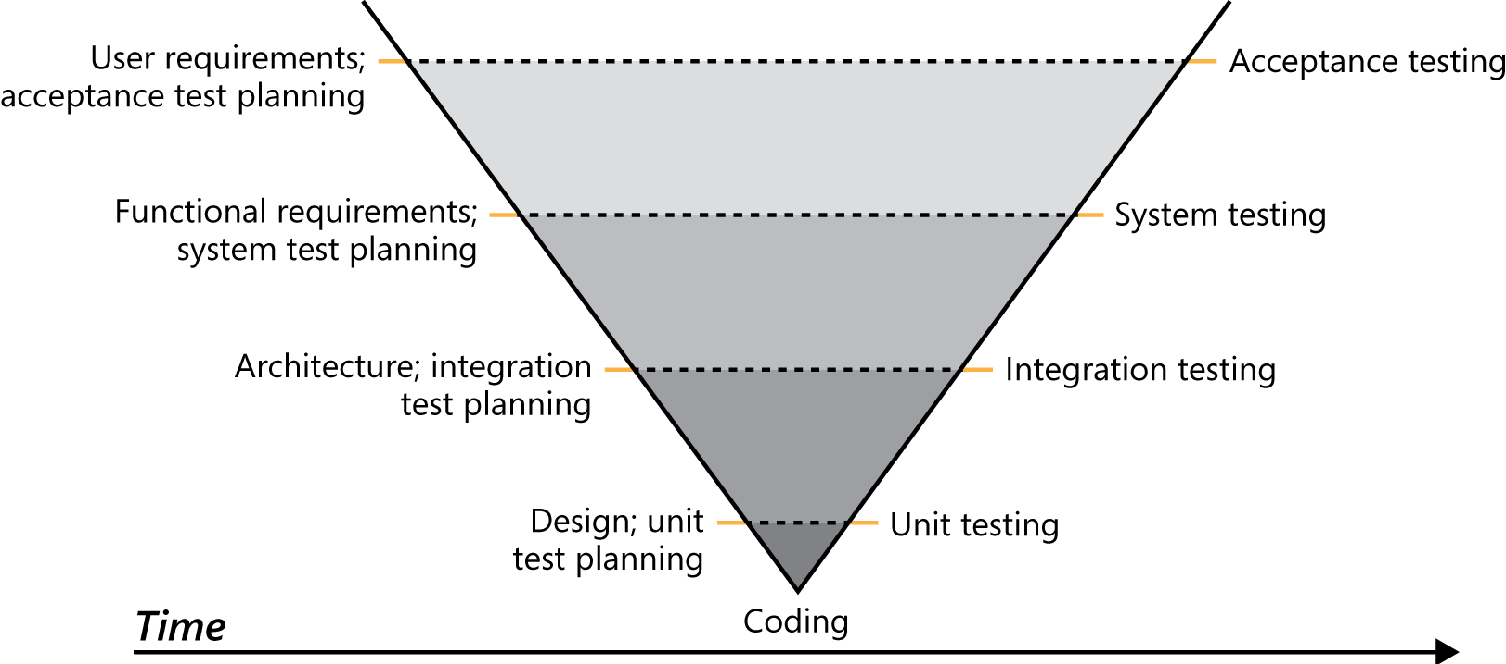 User requirements;
acceptance test planning
Acceptance testing
Functional requirements;
system test planning
System testing
Architecture; integration
test planning
Integration testing
Design; unit
test planning
Unit testing
Coding
Time